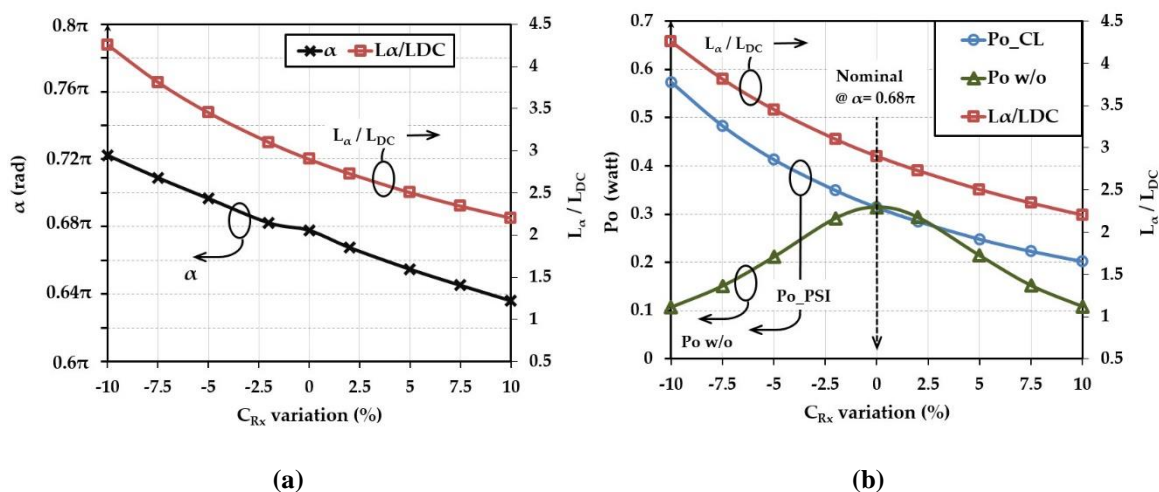 0.8π
0.76π
0.72π
0.68π
0.64π
0.6π
α (rad)
α
Lα/LDC
Lα / LDC
α
4.5
4
3.5
3
2.5
2
1.5
1
0.5
Lα / LDC
-10 -7.5 -5 -2.5 0 2.5 5 7.5 10
CRx variation (%)
(a)
0.7
0.6
0.5
0.4
0.3
0.2
0.1
0
Po (watt)
Lα / LDC
Nominal
@ α= 0.68π
Po_CL
Po w/o
Lα/LDC
Po_PSI
Po w/o
4.5
4
3.5
3
2.5
2
1.5
1
0.5
Lα / LDC
-10 -7.5 -5 -2.5 0 2.5 5 7.5 10
CRx variation (%)
(b)